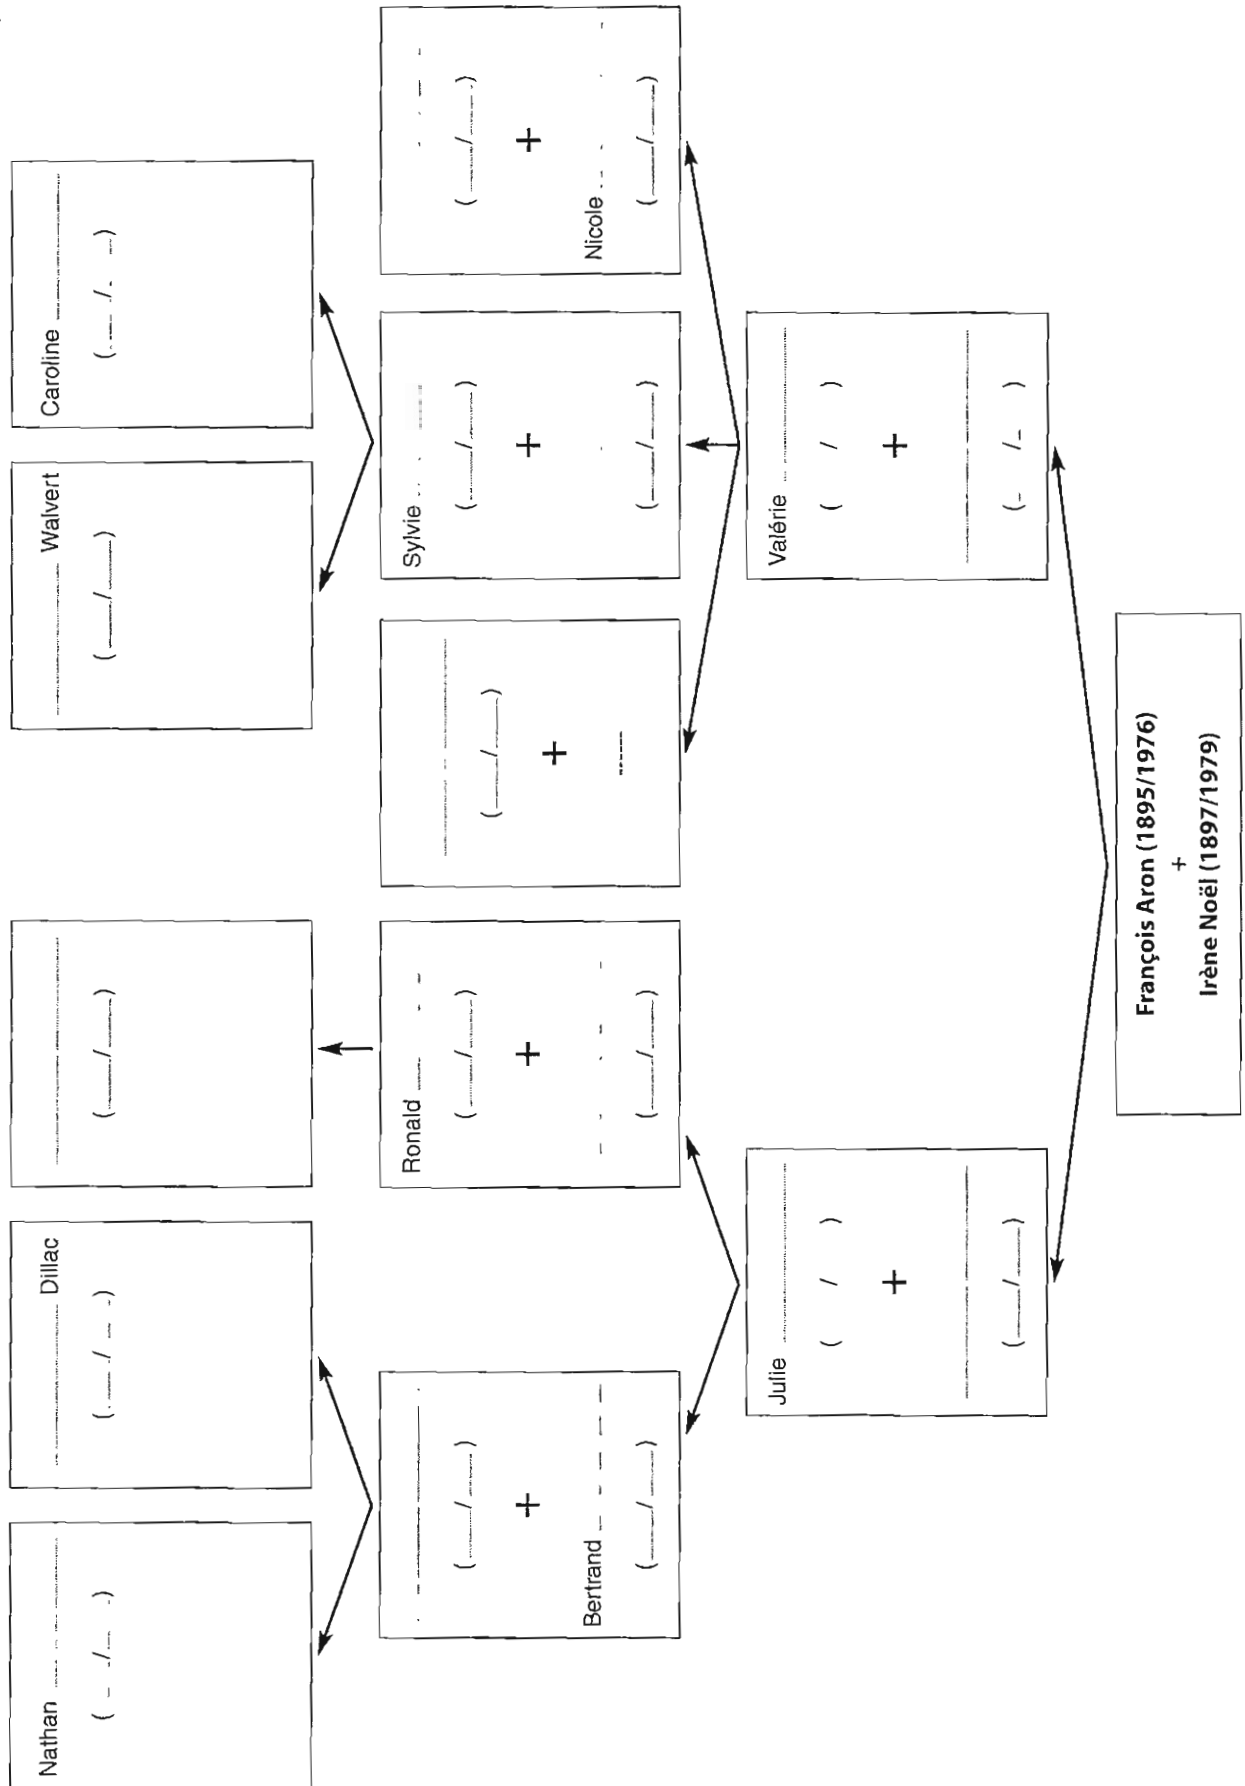 Nathan
( / )
Dillac
( / )
( / )
Walvert
( / )
Caroline
( / )
( / )
+
Bertrand
( / )
Ronald
( / )
+
( / )
( / )
+
Sylvie
( / )
+
( / )
( / )
+
Nicole
( / )
Julie
( / )
+
( / )
Valérie
( / )
+
( / )
François Aron (1895/1976)
+
Irène Noël (1897/1979)